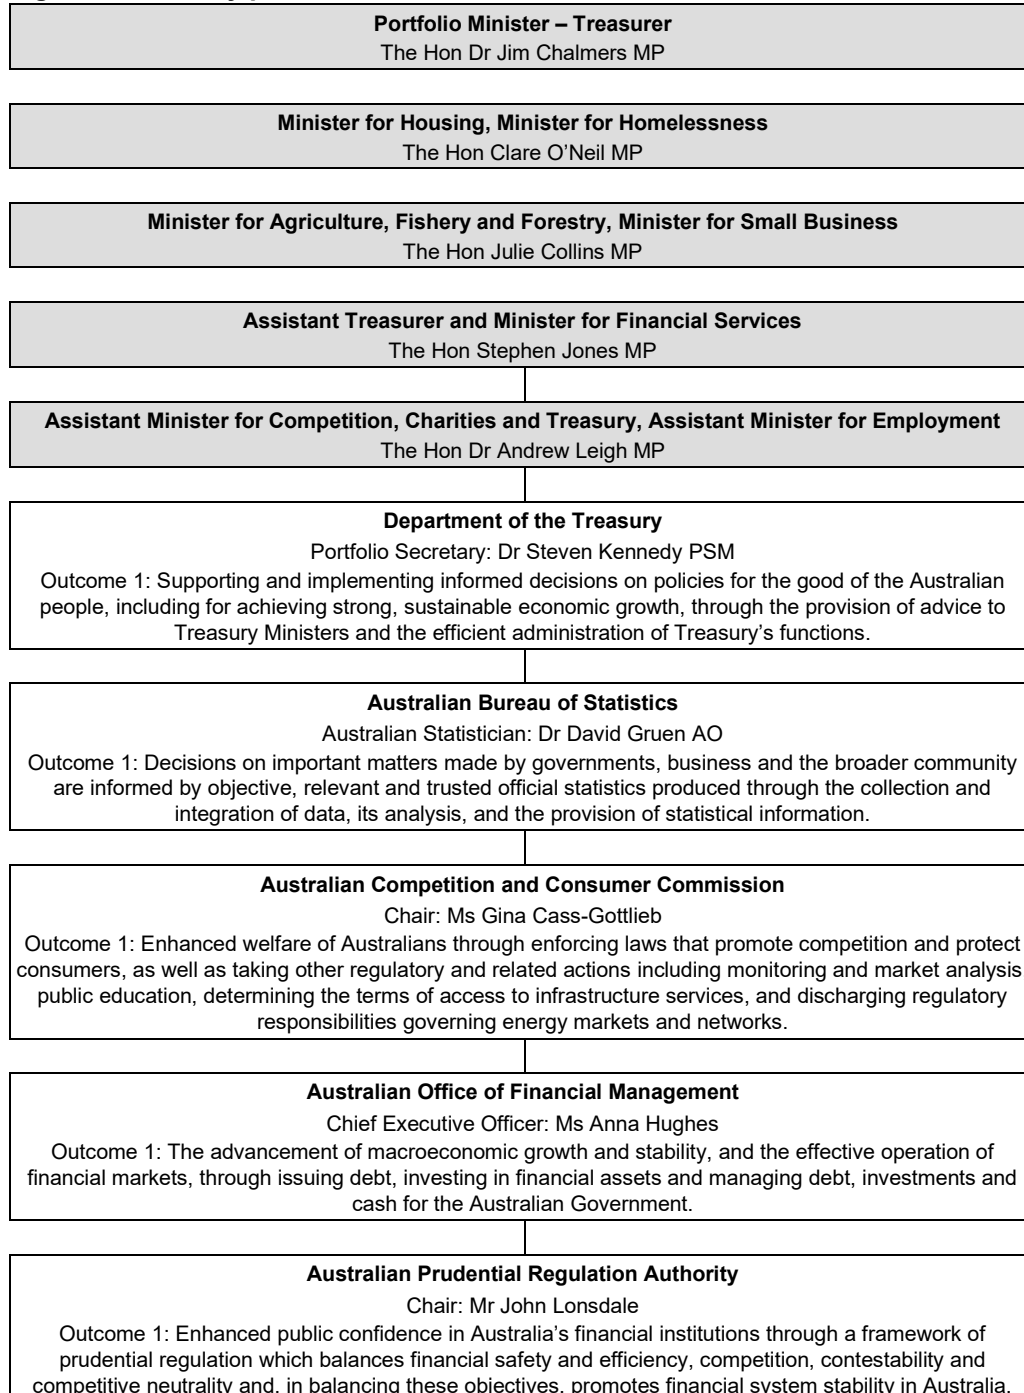 Portfolio Minister – Treasurer
The Hon Dr Jim Chalmers MP
Minister for Housing, Minister for Homelessness
The Hon Clare O’Neil MP
Minister for Agriculture, Fishery and Forestry, Minister for Small Business
The Hon Julie Collins MP
Assistant Treasurer and Minister for Financial Services
The Hon Stephen Jones MP
Assistant Minister for Competition, Charities and Treasury, Assistant Minister for Employment
The Hon Dr Andrew Leigh MP
Department of the Treasury
Portfolio Secretary: Dr Steven Kennedy PSM
Outcome 1: Supporting and implementing informed decisions on policies for the good of the Australian
people, including for achieving strong, sustainable economic growth, through the provision of advice to
Treasury Ministers and the efficient administration of Treasury’s functions.
Australian Bureau of Statistics
Australian Statistician: Dr David Gruen AO
Outcome 1: Decisions on important matters made by governments, business and the broader community
are informed by objective, relevant and trusted official statistics produced through the collection and
integration of data, its analysis, and the provision of statistical information.
Australian Competition and Consumer Commission
Chair: Ms Gina Cass-Gottlieb
Outcome 1: Enhanced welfare of Australians through enforcing laws that promote competition and protect
consumers, as well as taking other regulatory and related actions including monitoring and market analysis
public education, determining the terms of access to infrastructure services, and discharging regulatory
responsibilities governing energy markets and networks.
Australian Office of Financial Management
Chief Executive Officer: Ms Anna Hughes
Outcome 1: The advancement of macroeconomic growth and stability, and the effective operation of
financial markets, through issuing debt, investing in financial assets and managing debt, investments and
cash for the Australian Government.
Australian Prudential Regulation Authority
Chair: Mr John Lonsdale
Outcome 1: Enhanced public confidence in Australia’s financial institutions through a framework of
prudential regulation which balances financial safety and efficiency, competition, contestability and
competitive neutrality and, in balancing these objectives, promotes financial system stability in Australia.